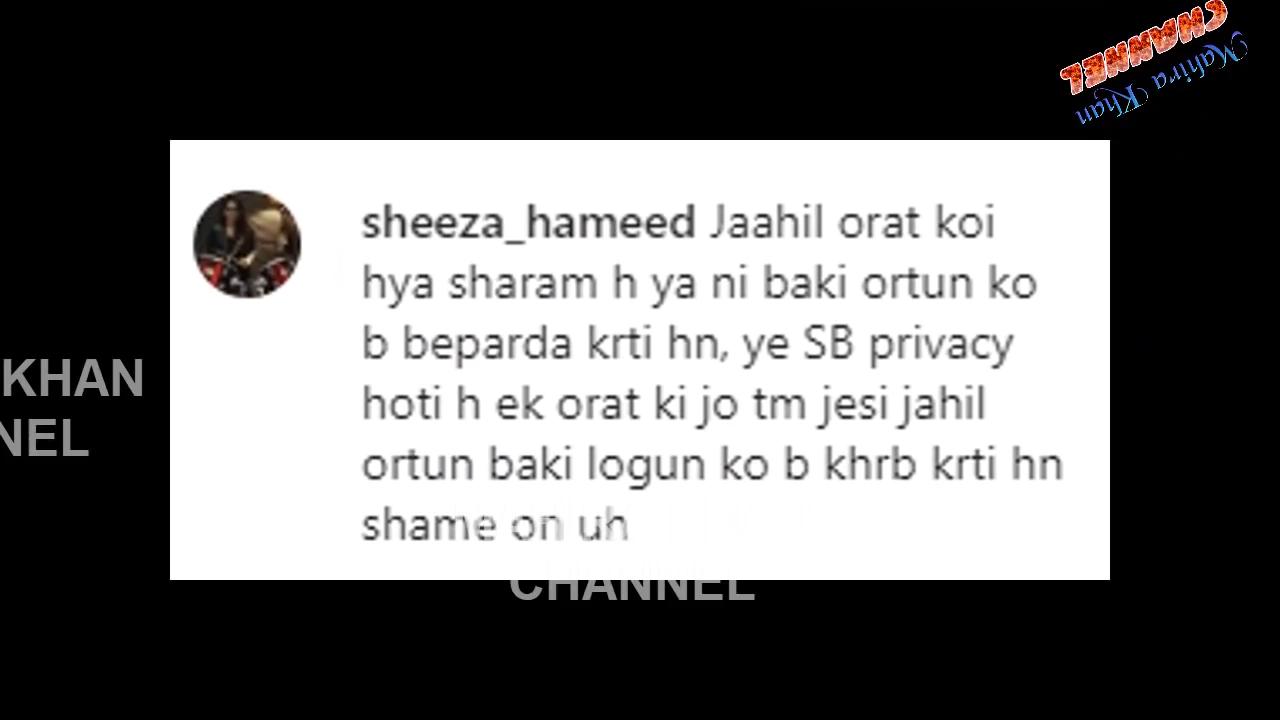 CHANNEL
Mahira Khan
sheeza_hameed Jaahil orat koi
hya sharam h ya ni baki ortun ko
b beparda krti hn, ye SB privacy
hoti h ek orat ki jo tm jesi jahil
ortun baki logun ko b khrb krti hn
shame on uh
KHAN
NEL
CHANNEL